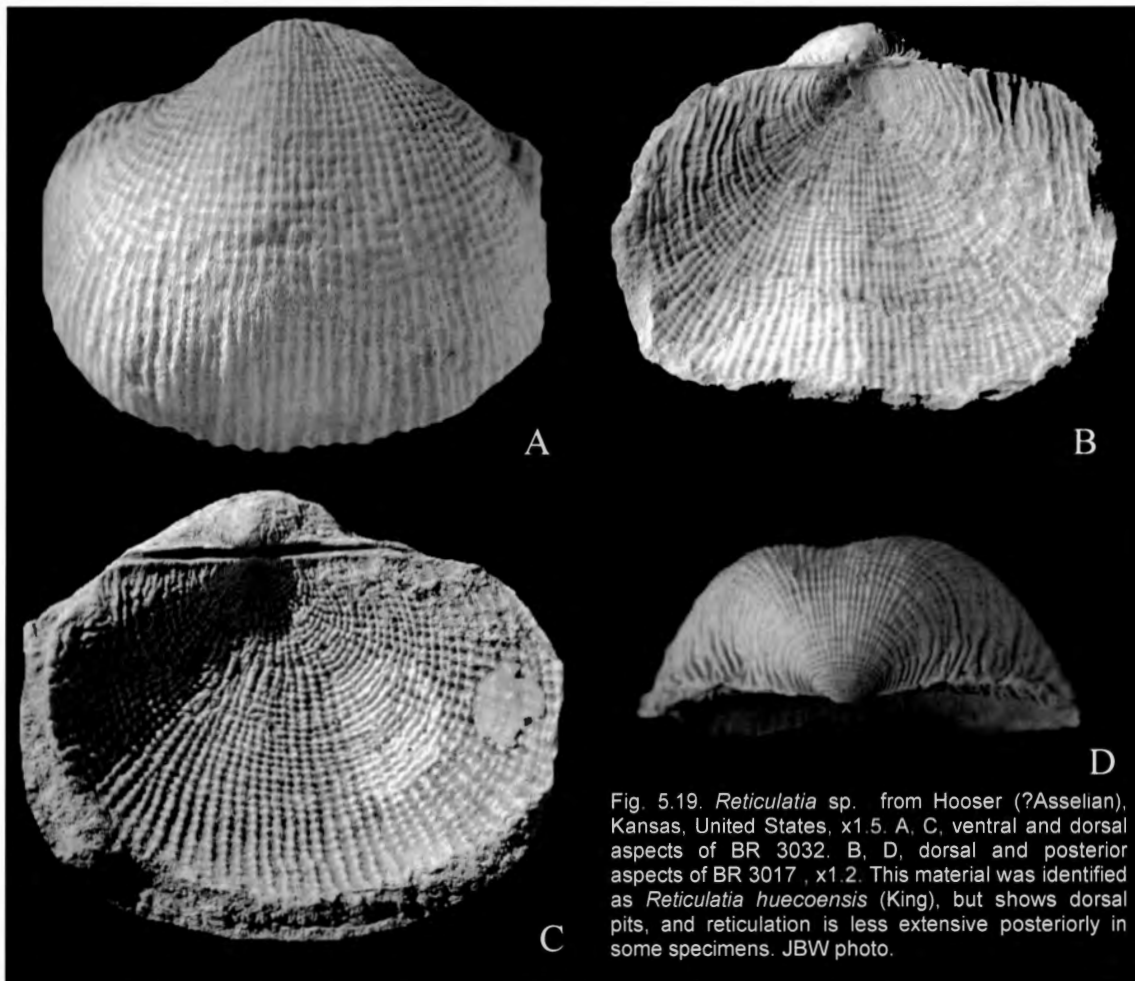 A
B
C
D
Fig. 5.19. Reticulatia sp. from Hooser (?Asselian),
Kansas, United States, x1.5. A, C, ventral and dorsal
aspects of BR 3032. B, D, dorsal and posterior
aspects of BR 3017 , x1.2. This material was identified
as Reticulatia huecoensis (King), but shows dorsal
pits, and reticulation is less extensive posteriorly in
some specimens. JBW photo.